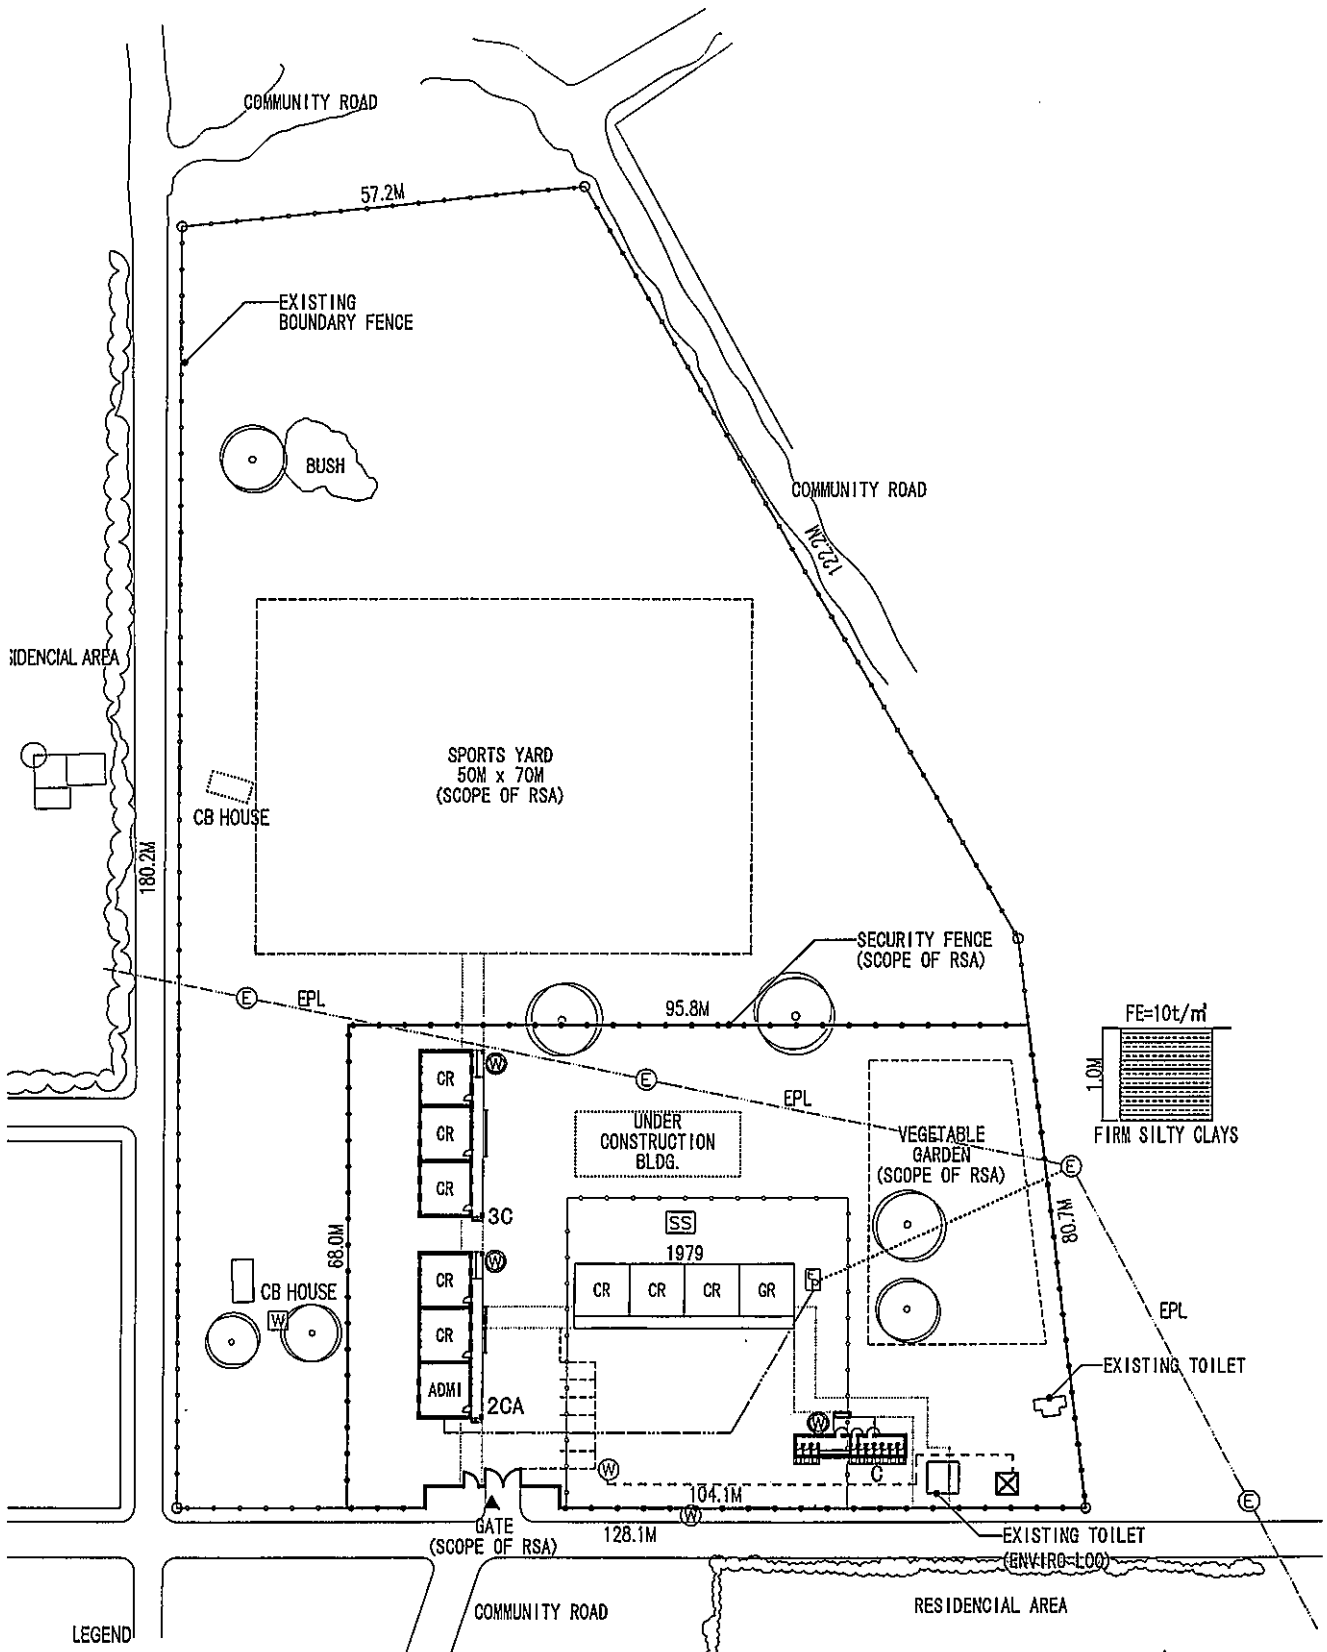 COMMUNITY ROAD
57.2M
EXISTING
BOUNDARY FENCE
BUSH
COMMUNITY ROAD
122.2M
IDENCIAL AREA
SPORTS YARD
50M x 70M
(SCOPE OF RSA)
CB HOUSE
180.2M
SECURITY FENCE
(SCOPE OF RSA)
E
EPL
95.8M
FE=10t/㎡
1.0M
FIRM SILTY CLAYS
CR
W
E
EPL
CR
UNDER
CONSTRUCTION
BLDG.
VEGETABLE
GARDEN
(SCOPE OF RSA)
E
CR
3C
SS
1979
68.0M
80.7M
CR
W
CR
CR
CR
GR
EP
CB HOUSE
W
CR
EPL
ADMI
2CA
EXISTING TOILET
W
C
W
104.1M
W
E
GATE
(SCOPE OF RSA)
128.1M
EXISTING TOILET
(ENVIRO-LOO)
COMMUNITY ROAD
RESIDENCIAL AREA
LEGEND